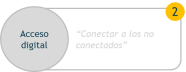 2
Acceso
digital
“Conectar a los no
conectados”